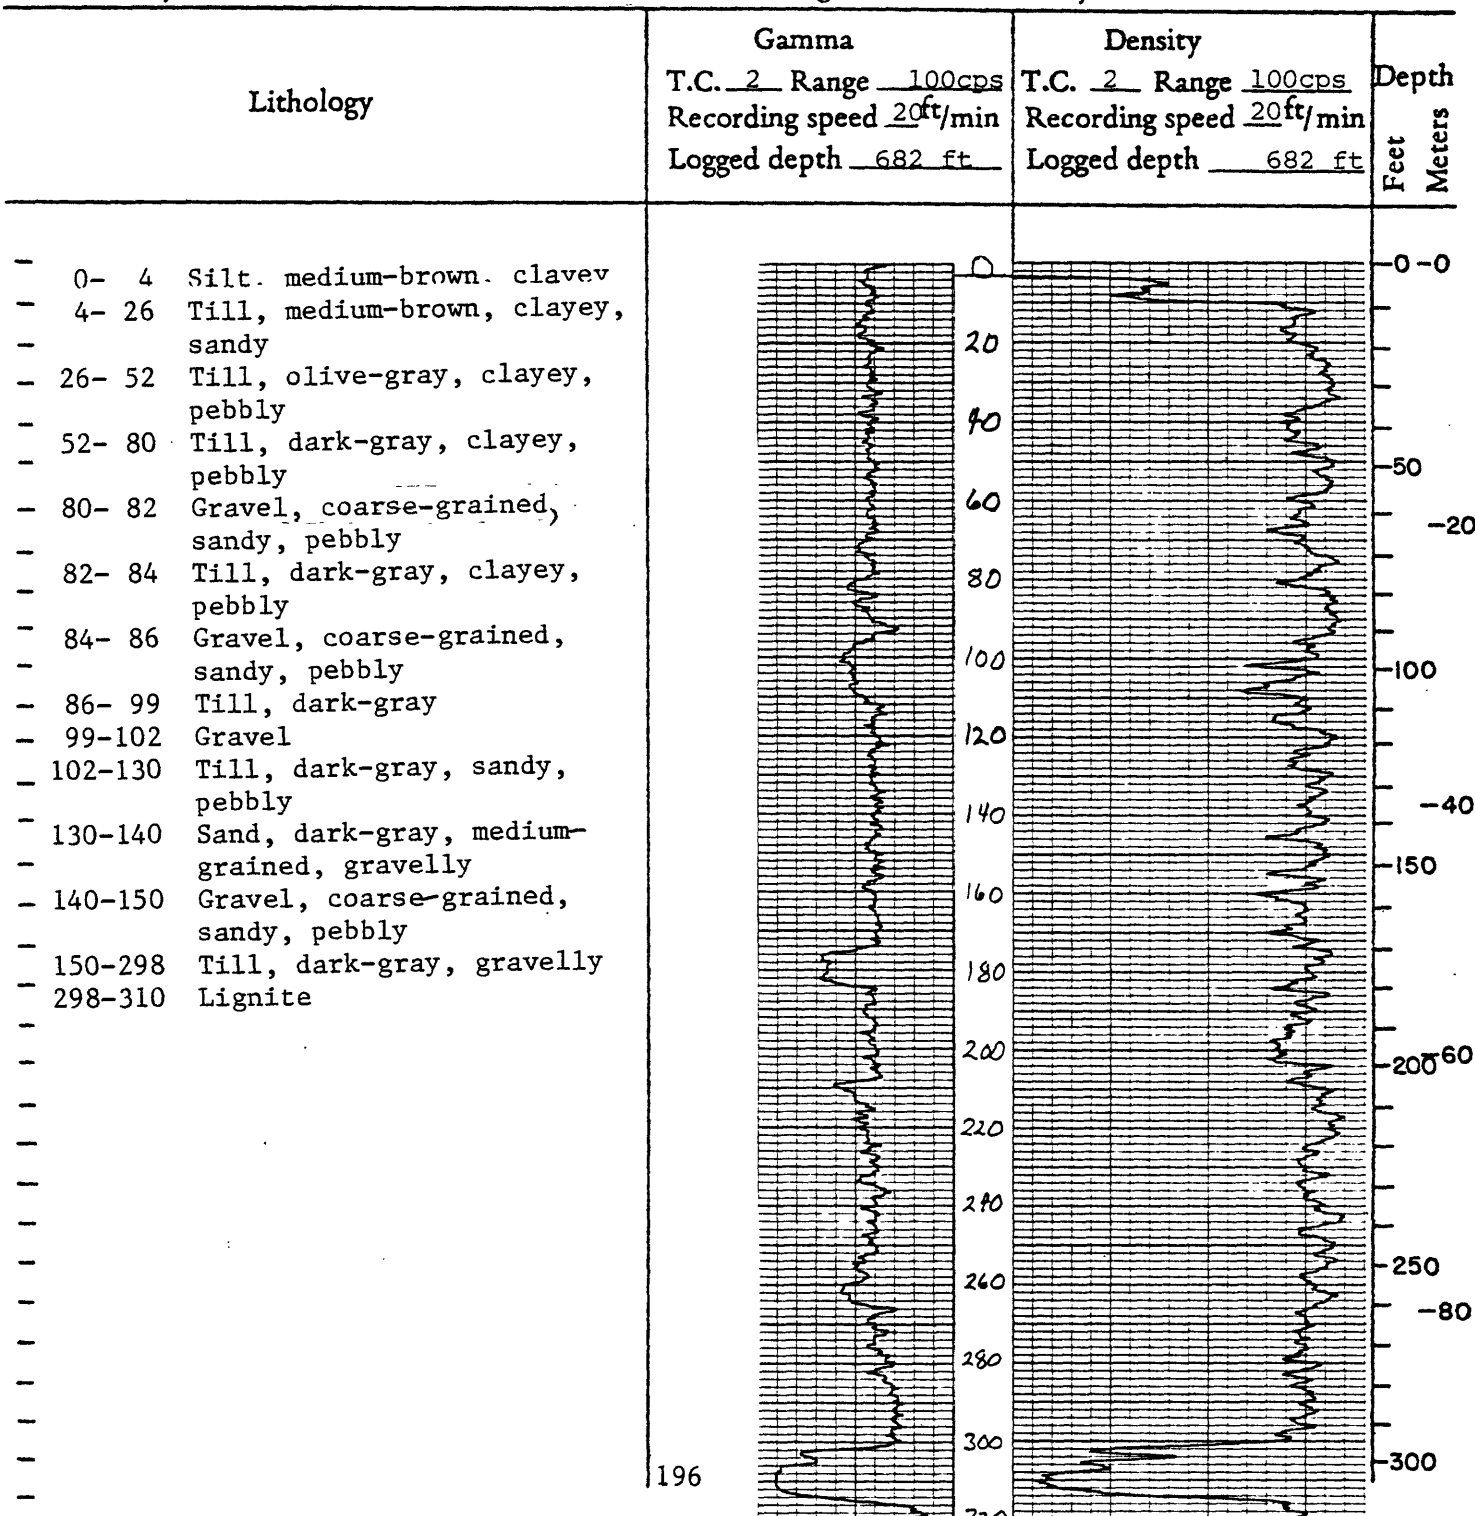 Lithology
Gamma
T.C. 2 Range 100cps
Recording speed 20ft/min
Logged depth 682 ft
Density
T.C. 2 Range 100cps
Recording speed 20ft/min
Logged depth 682 ft
Depth
Feet
Meters
0- 4 Silt. medium-brown. clayey
4- 26 Till, medium-brown, clayey,
sandy
26- 52 Till, olive-gray, clayey,
pebbly
52- 80 Till, dark-gray, clayey,
pebbly
80- 82 Gravel, coarse-grained,
sandy, pebbly
82- 84 Till, dark-gray, clayey,
pebbly
84- 86 Gravel, coarse-grained,
sandy, pebbly
86- 99 Till, dark-gray
99-102 Gravel
102-130 Till, dark-gray, sandy,
pebbly
130-140 Sand, dark-gray, medium-
grained, gravelly
140-150 Gravel, coarse-grained,
sandy, pebbly
150-298 Till, dark-gray, gravelly
298-310 Lignite
196
0
20
40
60
80
100
120
140
160
180
200
220
240
260
280
300
-0 -0
-50
-20
-100
-40
-150
-200
-60
-250
-80
-300